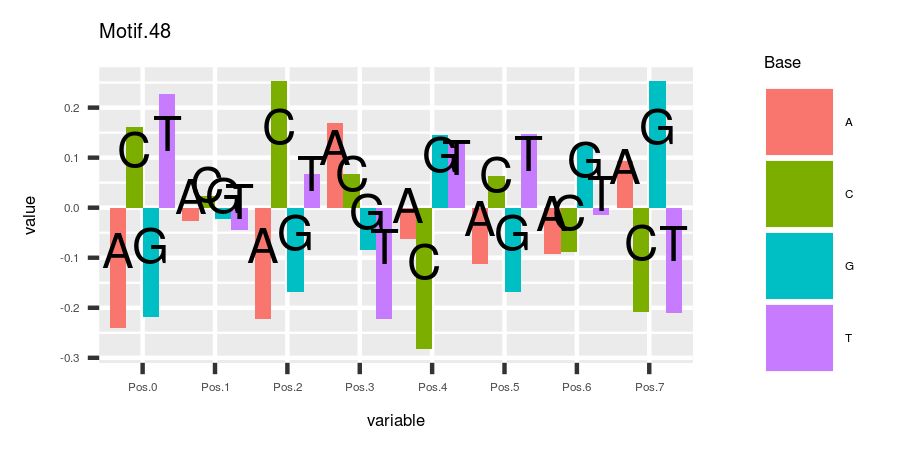 Motif.48
Base
A
C
G
T
value
0.2
0.1
0.0
-0.1
-0.2
-0.3
A C G T A C G T A C G T A C G T A C G T A C G T A C G T A C G T
Pos.0 Pos.1 Pos.2 Pos.3 Pos.4 Pos.5 Pos.6 Pos.7
variable